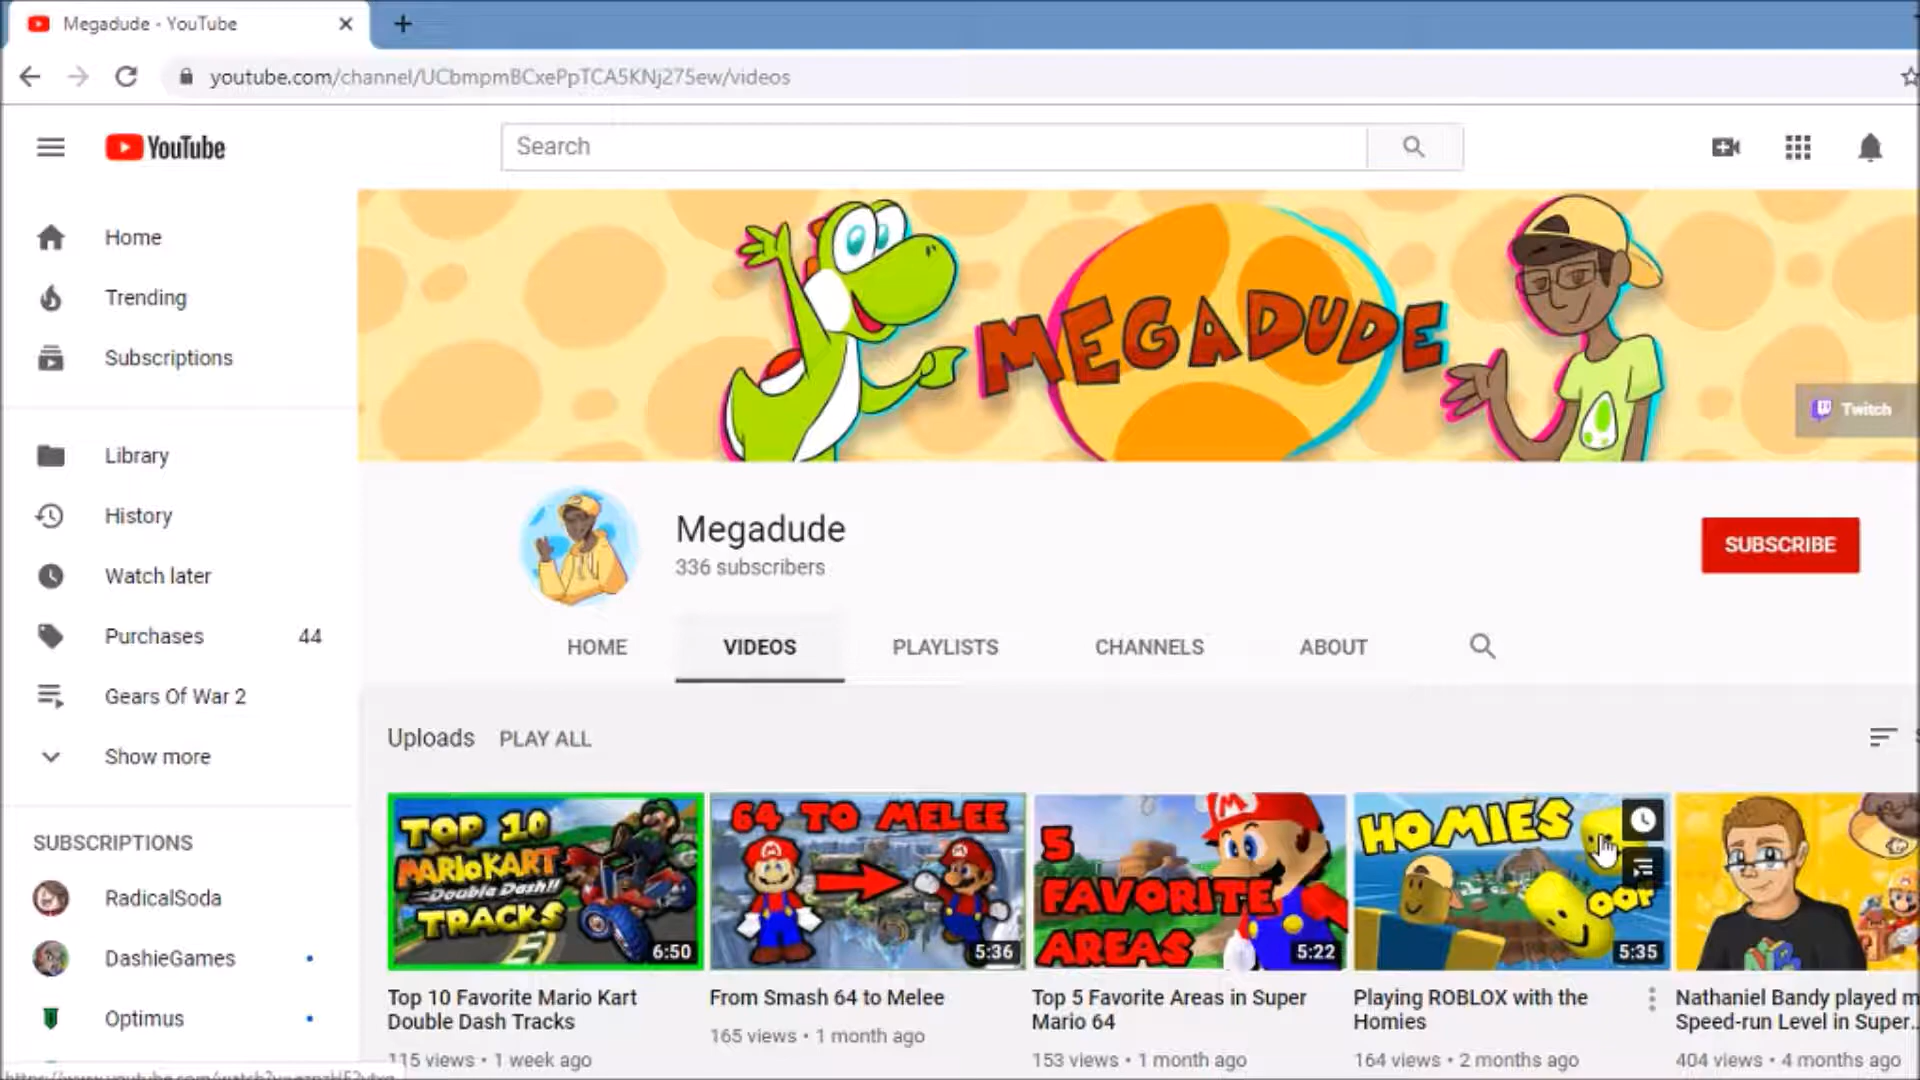 Megadude - YouTube
youtube.com/channel/UCbmpmBCxePpTCA5KNj275ew/videos
YouTube
Search
Home
Trending
Subscriptions
Library
History
Watch later
Purchases 44
Gears Of War 2
Show more
SUBSCRIPTIONS
RadicalSoda
DashieGames
Optimus
MEGADUDE
Twitch
Megadude
336 subscribers
SUBSCRIBE
HOME VIDEOS PLAYLISTS CHANNELS ABOUT
Uploads PLAY ALL
TOP 10
MARIOKART
Double Dash!!
TRACKS
6:50
Top 10 Favorite Mario Kart
Double Dash Tracks
115 views • 1 week ago
64 TO MELEE
5:36
From Smash 64 to Melee
165 views • 1 month ago
5
FAVORITE
AREAS
5:22
Top 5 Favorite Areas in Super
Mario 64
153 views • 1 month ago
HOMIES
OOF
5:35
Playing ROBLOX with the
Homies
164 views • 2 months ago
Nathaniel Bandy played m
Speed-run Level in Super...
404 views • 4 months ago